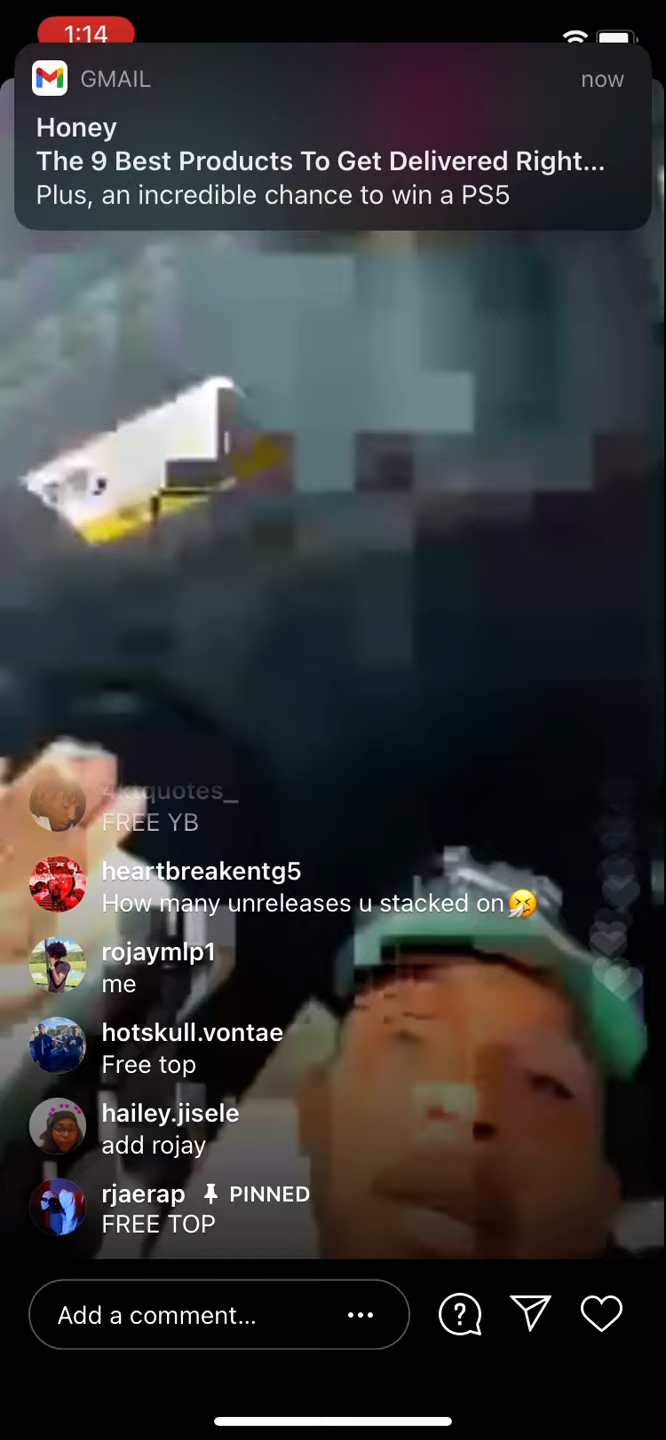 1:14
GMAIL
now
Honey
The 9 Best Products To Get Delivered Right...
Plus, an incredible chance to win a PS5
FREE YB
heartbreakentg5
How many unreleases u stacked on🤧
rojaymlp1
me
hotskull.vontae
Free top
hailey.jisele
add rojay
rjaerap PINNED
FREE TOP
Add a comment...